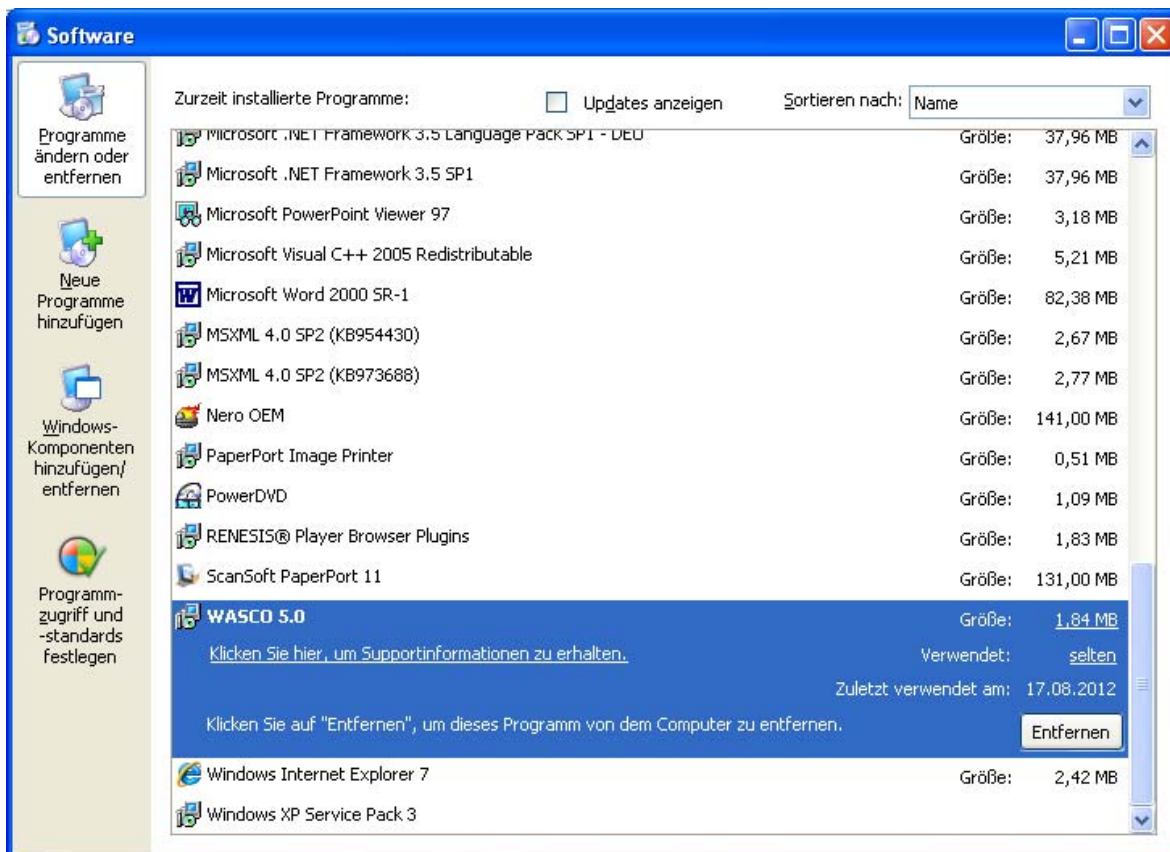 Software
Programme
ändern oder
entfernen
Neue
Programme
hinzufügen
Windows-
Komponenten
hinzufügen/
entfernen
Programm-
zugriff und
-standards
festlegen
Zurzeit installierte Programme: Updates anzeigen Sortieren nach: Name
Microsoft .NET Framework 3.5 Language Pack SP1 - DEU Größe: 37,96 MB
Microsoft .NET Framework 3.5 SP1 Größe: 37,96 MB
Microsoft PowerPoint Viewer 97 Größe: 3,18 MB
Microsoft Visual C++ 2005 Redistributable Größe: 5,21 MB
Microsoft Word 2000 SR-1 Größe: 82,38 MB
MSXML 4.0 SP2 (KB954430) Größe: 2,67 MB
MSXML 4.0 SP2 (KB973688) Größe: 2,77 MB
Nero OEM Größe: 141,00 MB
PaperPort Image Printer Größe: 0,51 MB
PowerDVD Größe: 1,09 MB
RENESIS® Player Browser Plugins Größe: 1,83 MB
ScanSoft PaperPort 11 Größe: 131,00 MB
WASCO 5.0 Größe: 1,84 MB
Klicken Sie hier, um Supportinformationen zu erhalten. Verwendet: selten
Zuletzt verwendet am: 17.08.2012
Klicken Sie auf "Entfernen", um dieses Programm von dem Computer zu entfernen. Entfernen
Windows Internet Explorer 7 Größe: 2,42 MB
Windows XP Service Pack 3